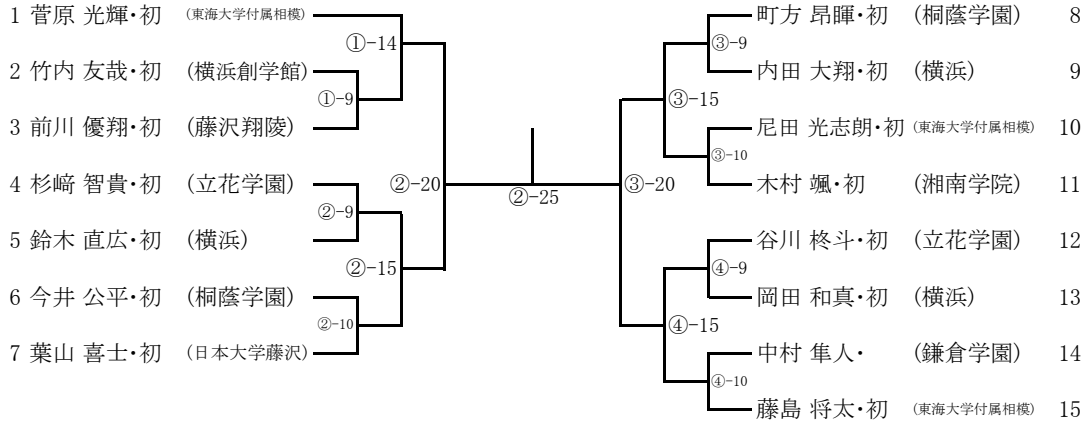 1 菅原 光輝・初 (東海大学付属相模)
2 竹内 友哉・初 (横浜創学館)
3 前川 優翔・初 (藤沢翔陵)
4 杉﨑 智貴・初 (立花学園)
5 鈴木 直広・初 (横浜)
6 今井 公平・初 (桐蔭学園)
7 葉山 喜士・初 (日本大学藤沢)
①-14
①-9
②-9
②-15
②-10
②-20
②-25
③-20
③-9
③-15
③-10
④-9
④-15
④-10
町方 昂暉・初 (桐蔭学園) 8
内田 大翔・初 (横浜) 9
尼田 光志朗・初 (東海大学付属相模) 10
木村 颯・初 (湘南学院) 11
谷川 柊斗・初 (立花学園) 12
岡田 和真・初 (横浜) 13
中村 隼人・ (鎌倉学園) 14
藤島 将太・初 (東海大学付属相模) 15